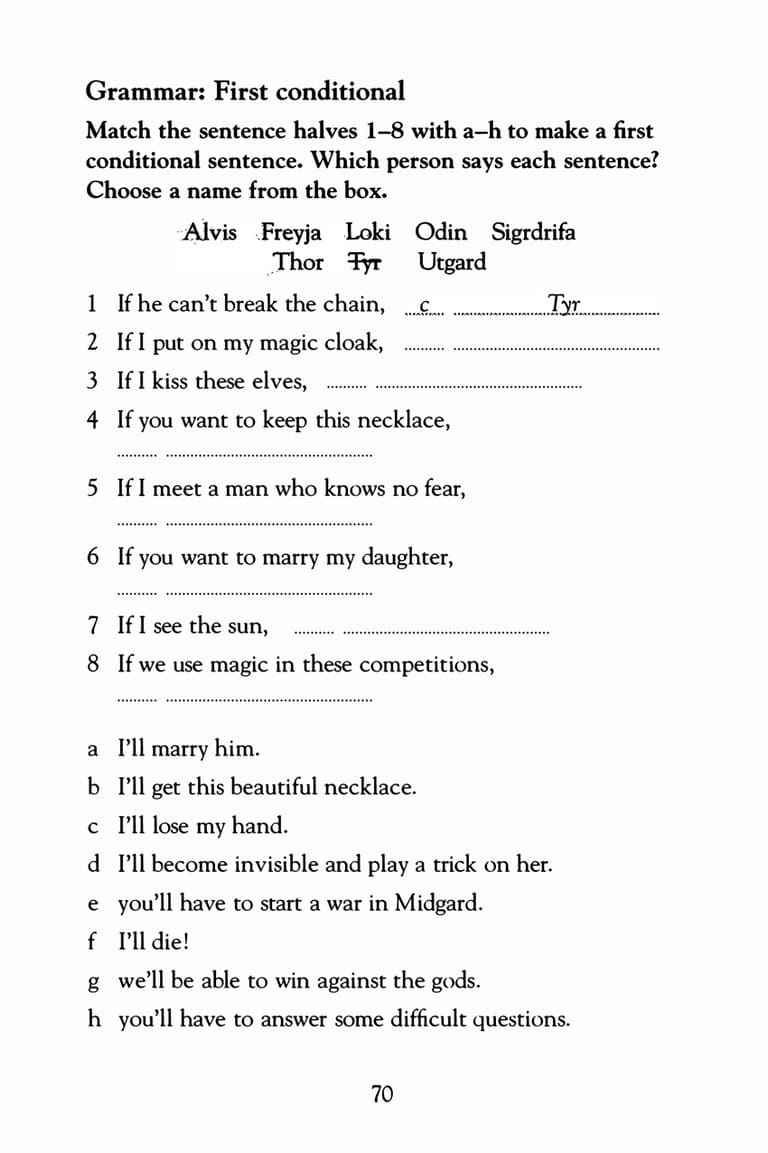 Grammar: First conditional
Match the sentence halves 1–8 with a–h to make a first
conditional sentence. Which person says each sentence?
Choose a name from the box.
Alvis Freyja Loki Odin Sigrdrifa
Thor Tyr Utgard
1 If he can't break the chain, ..c.... .......................Tyr....................
2 If I put on my magic cloak, .......... ....................................................
3 If I kiss these elves, .......... ....................................................
4 If you want to keep this necklace,
.......... ....................................................
5 If I meet a man who knows no fear,
.......... ....................................................
6 If you want to marry my daughter,
.......... ....................................................
7 If I see the sun, .......... ....................................................
8 If we use magic in these competitions,
.......... ....................................................
a I'll marry him.
b I'll get this beautiful necklace.
c I'll lose my hand.
d I'll become invisible and play a trick on her.
e you'll have to start a war in Midgard.
f I'll die!
g we'll be able to win against the gods.
h you'll have to answer some difficult questions.
70